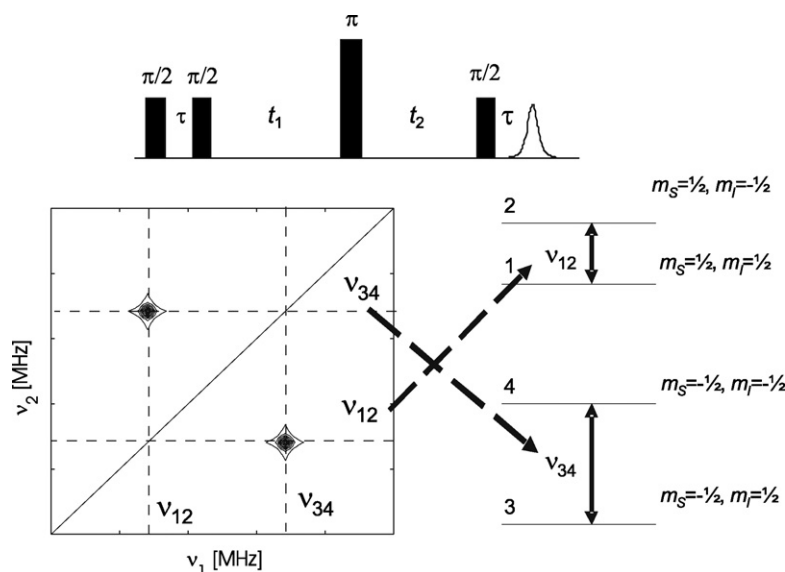 π
π/2 π/2 π/2
τ t1 t2 τ
2 mS=½, mI=-½
ν12
1 mS=½, mI=½
ν34
4 mS=-½, mI=-½
ν12
ν34
3 mS=-½, mI=½
ν12 ν34
ν2 [MHz]
ν1 [MHz]